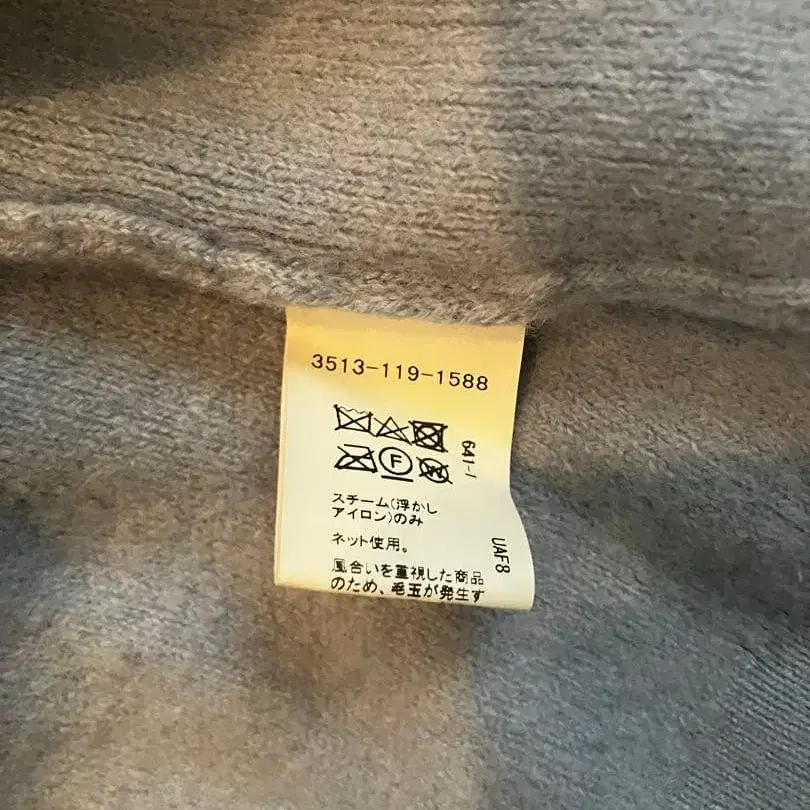 3513-119-1588
F
W
641-1
スチーム(浮かし
アイロン)のみ
ネット使用。
UAF8
風合いを重視した商品
のため、毛玉が発生す